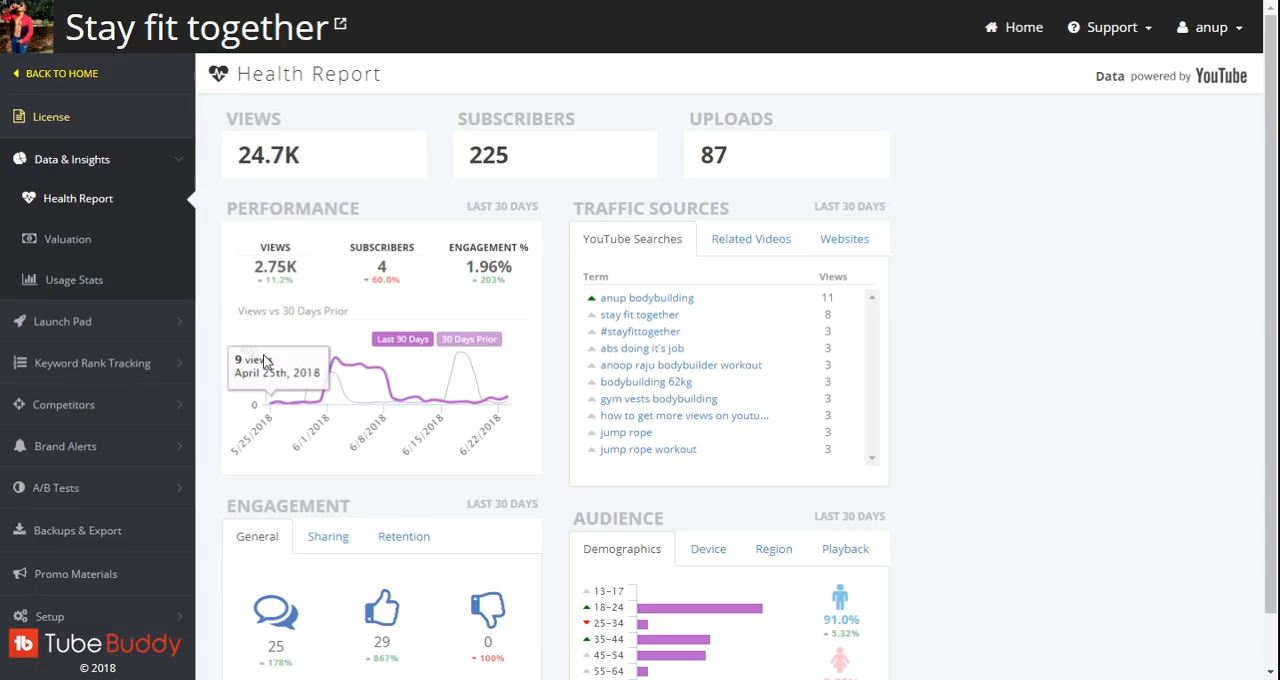 Stay fit together
Home
Support
anup
BACK TO HOME
License
Data & Insights
Health Report
Valuation
Usage Stats
Launch Pad
Keyword Rank Tracking
Competitors
Brand Alerts
A/B Tests
Backups & Export
Promo Materials
Setup
tb TubeBuddy
© 2018
Health Report
Data powered by YouTube
VIEWS
24.7K
SUBSCRIBERS
225
UPLOADS
87
PERFORMANCE LAST 30 DAYS
VIEWS SUBSCRIBERS ENGAGEMENT %
2.75K 4 1.96%
11.2% 60.0% 203%
Views vs 30 Days Prior
Last 30 Days 30 Days Prior
9 views
April 25th, 2018
0
5/25/2018 6/1/2018 6/8/2018 6/15/2018 6/22/2018
TRAFFIC SOURCES LAST 30 DAYS
YouTube Searches Related Videos Websites
Term Views
anup bodybuilding 11
stay fit together 8
#stayfittogether 3
abs doing it's job 3
anoop raju bodybuilder workout 3
bodybuilding 62kg 3
gym vests bodybuilding 3
how to get more views on youtu... 3
jump rope 3
jump rope workout 3
ENGAGEMENT LAST 30 DAYS
General Sharing Retention
25 29 0
178% 867% 100%
AUDIENCE LAST 30 DAYS
Demographics Device Region Playback
13-17
18-24
25-34
35-44
45-54
55-64
91.0%
5.32%